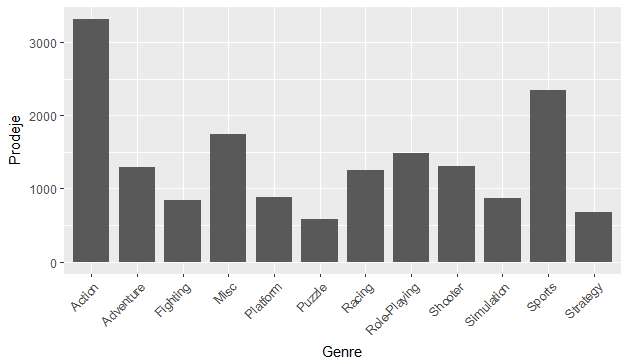 Prodeje
3000
2000
1000
0
Action
Adventure
Fighting
Misc
Platform
Puzzle
Racing
Role-Playing
Shooter
Simulation
Sports
Strategy
Genre